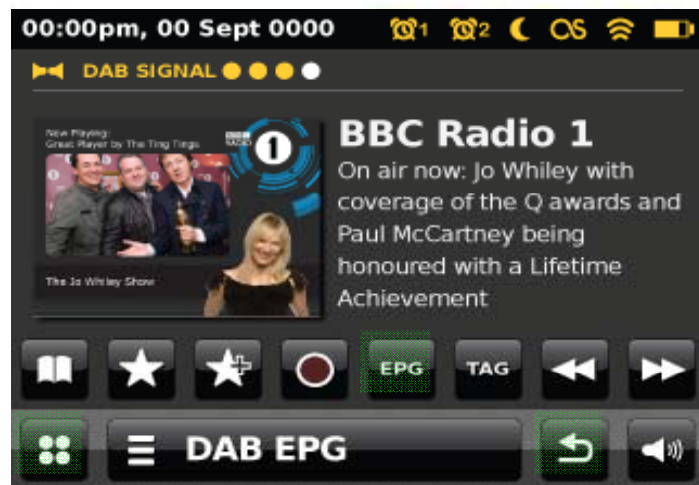 00:00pm, 00 Sept 0000
1
2
DAB SIGNAL
Now Playing:
Great Player by The Ting Tings
BBC
RADIO
1
The Jo Whiley Show
BBC Radio 1
On air now: Jo Whiley with
coverage of the Q awards and
Paul McCartney being
honoured with a Lifetime
Achievement
EPG
TAG
DAB EPG